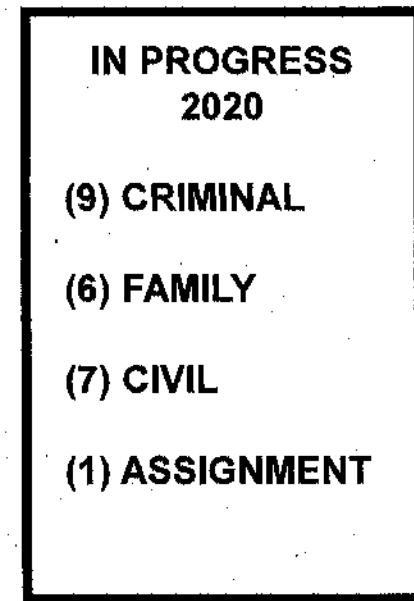 IN PROGRESS
2020
(9) CRIMINAL
(6) FAMILY
(7) CIVIL
(1) ASSIGNMENT